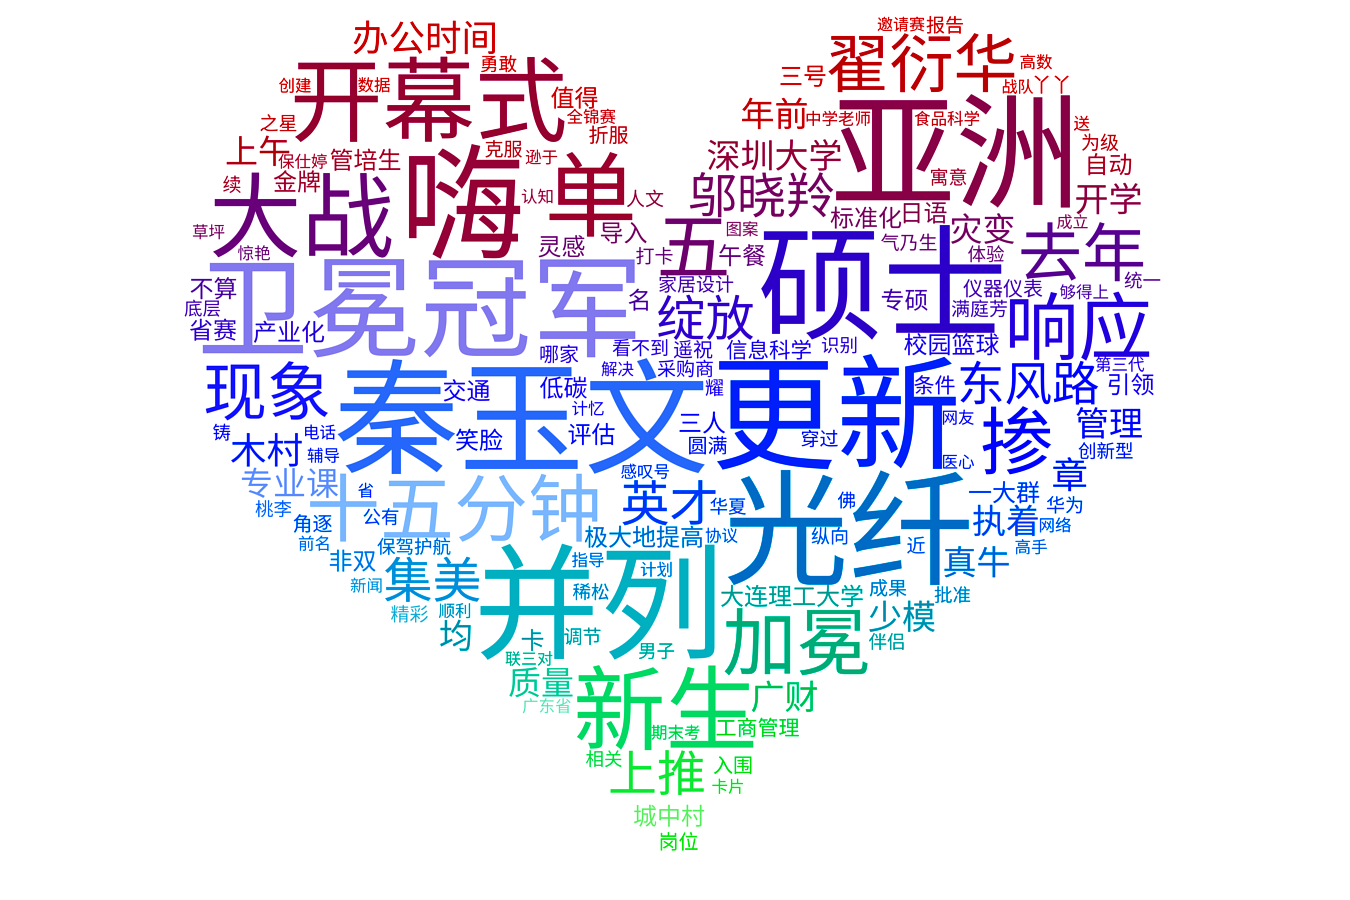 邀请赛
报告
办公时间
翟衍华
勇敢
高数
开幕式
三号
创建
数据
战队丫丫
值得
亚洲
年前
全锦赛
中学老师
食品科学
之星
送
折服
上午
嗨
单
克服
深圳大学
为级
保仕婷
管培生
逊于
自动
金牌
寓意
续
大战
认知
人文
邬晓羚
开学
标准化
日语
草坪
导入
五
图案
灾变
成立
惊艳
灵感
打卡
午餐
硕士
气乃生
体验
去年
统一
卫冕冠军
不算
家居设计
仪器仪表
够得上
底层
名
绽放
专硕
满庭芳
响应
省赛
产业化
哪家
看不到
遥祝
信息科学
识别
校园篮球
第三代
现象
秦玉文
解决
采购商
更新
交通
低碳
耀
条件
东风路
引领
计忆
铸
电话
三人
网友
掺
管理
木村
笑脸
评估
圆满
穿过
辅导
创新型
专业课
感叹号
医心
章
十五分钟
省
英才
光纤
一大群
桃李
公有
华夏
佛
华为
角逐
执着
网络
前名
保驾护航
极大地提高
协议
纵向
近
高手
非双
集美
并列
指导
计划
真牛
新闻
稀松
大连理工大学
成果
批准
精彩
顺利
少模
均
卡
调节
加冕
伴侣
联三对
男子
质量
新生
广财
广东省
期末考
工商管理
相关
上推
入围
卡片
城中村
岗位